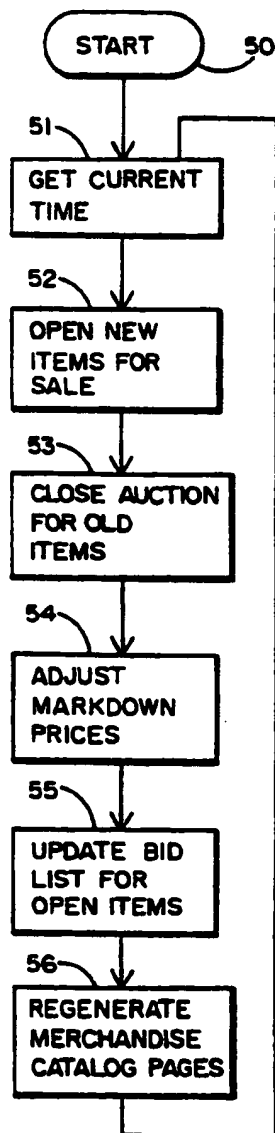 START
50
51
GET CURRENT
TIME
52
OPEN NEW
ITEMS FOR
SALE
53
CLOSE AUCTION
FOR OLD
ITEMS
54
ADJUST
MARKDOWN
PRICES
55
UPDATE BID
LIST FOR
OPEN ITEMS
56
REGENERATE
MERCHANDISE
CATALOG PAGES